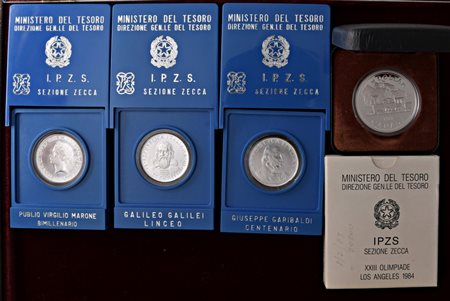 MINISTERO DEL TESORO
DIREZIONE GEN.LE DEL TESORO
I.P.Z.S.
SEZIONE ZECCA
PUBLIO VIRGILIO MARONE
BIMILLENARIO
MINISTERO DEL TESORO
DIREZIONE GEN.LE DEL TESORO
I.P.Z.S.
SEZIONE ZECCA
GALILEO GALILEI
LINCEO
MINISTERO DEL TESORO
DIREZIONE GEN.LE DEL TESORO
I.P.Z.S.
SEZIONE ZECCA
GIUSEPPE GARIBALDI
CENTENARIO
MINISTERO DEL TESORO
DIREZIONE GEN.LE DEL TESORO
IPZS
SEZIONE ZECCA
XXIII OLIMPIADE
LOS ANGELES 1984